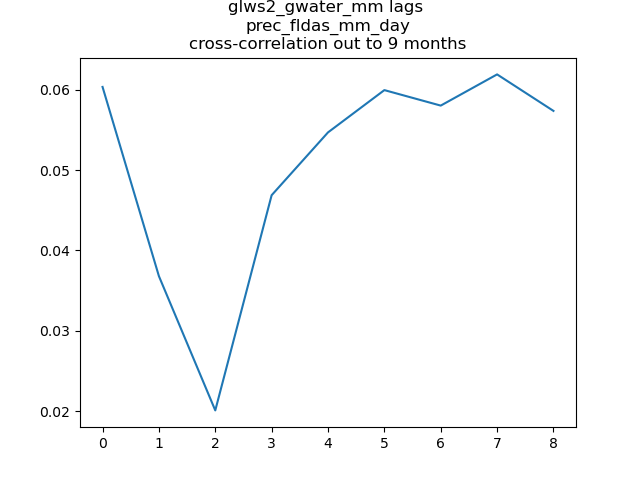 glws2_gwater_mm lags
prec_fldas_mm_day
cross-correlation out to 9 months
0.06
0.05
0.04
0.03
0.02
0 1 2 3 4 5 6 7 8